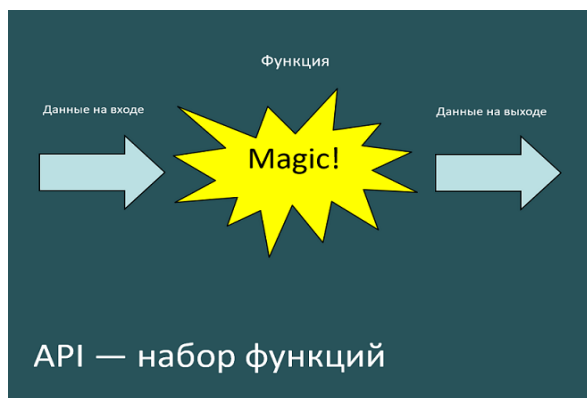 Функция
Данные на входе
Magic!
Данные на выходе
API — набор функций